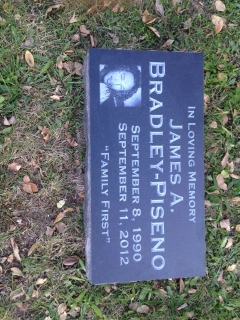 In Loving Memory
James A.
Bradley-Piseno
September 8, 1990
September 11, 2012
"Family First"